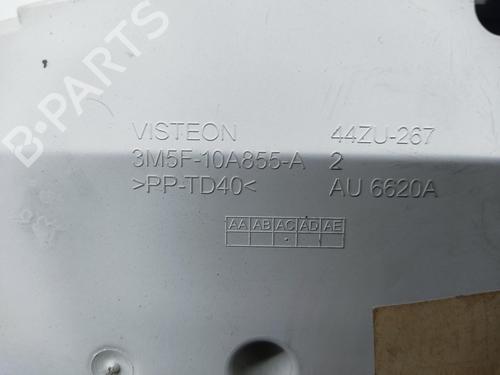 B-PARTS
VISTEON 44ZU-267
3M5F-10A855-A 2
>PP-TD40< AU 6620A
AA AB AC AD AE